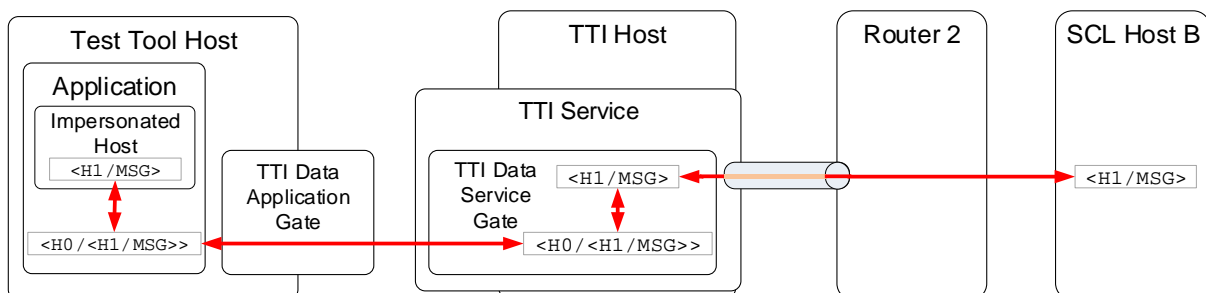 Test Tool Host
Application
Impersonated
Host
<H1/MSG>
<H0/<H1/MSG>>
TTI Data
Application
Gate
TTI Host
TTI Service
TTI Data
Service
Gate
<H1/MSG>
<H0/<H1/MSG>>
Router 2
SCL Host B
<H1/MSG>